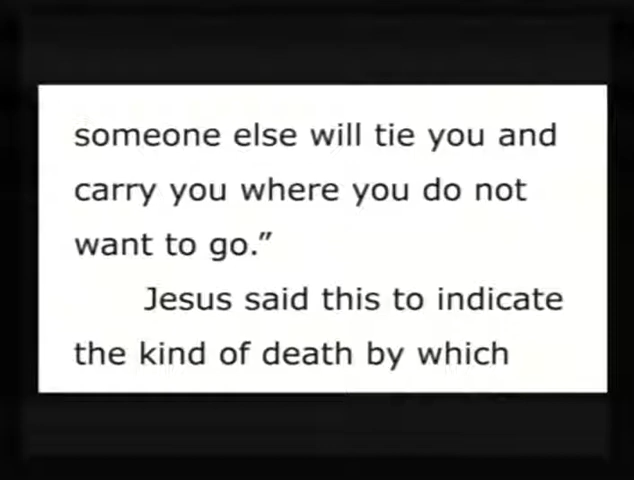 someone else will tie you and
carry you where you do not
want to go.”
Jesus said this to indicate
the kind of death by which